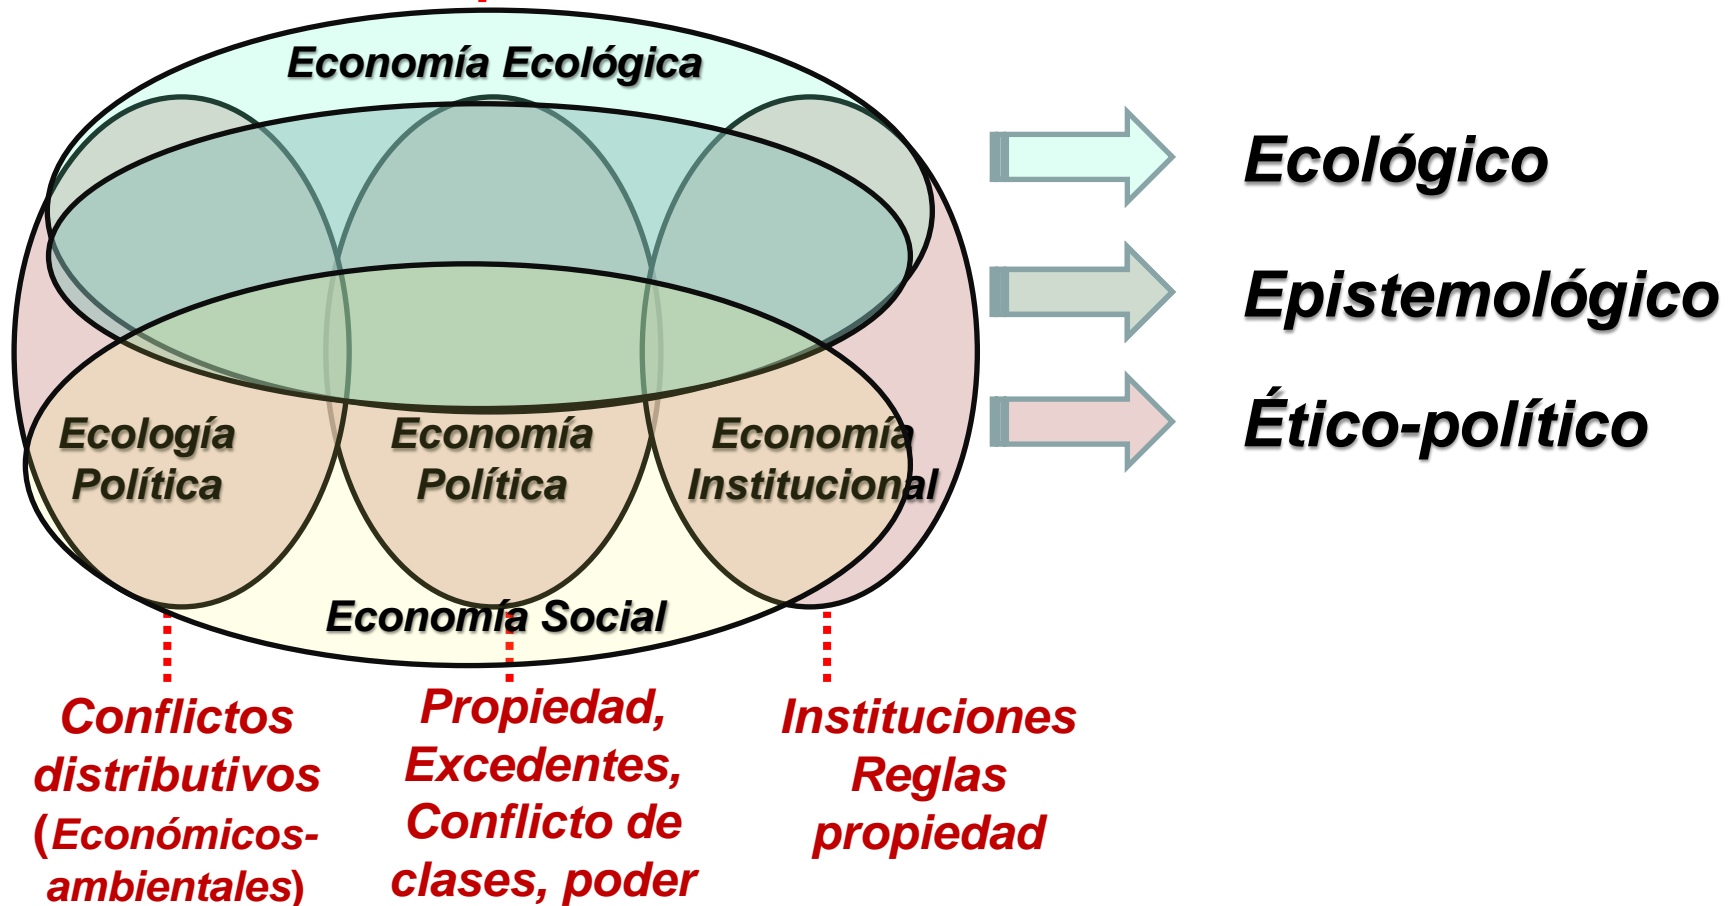 Economía Ecológica
Ecológico
Epistemológico
Ético-político
Ecología
Política
Economía
Política
Economía
Institucional
Economía Social
Conflictos
distributivos
(Económicos-
ambientales)
Propiedad,
Excedentes,
Conflicto de
clases, poder
Instituciones
Reglas
propiedad